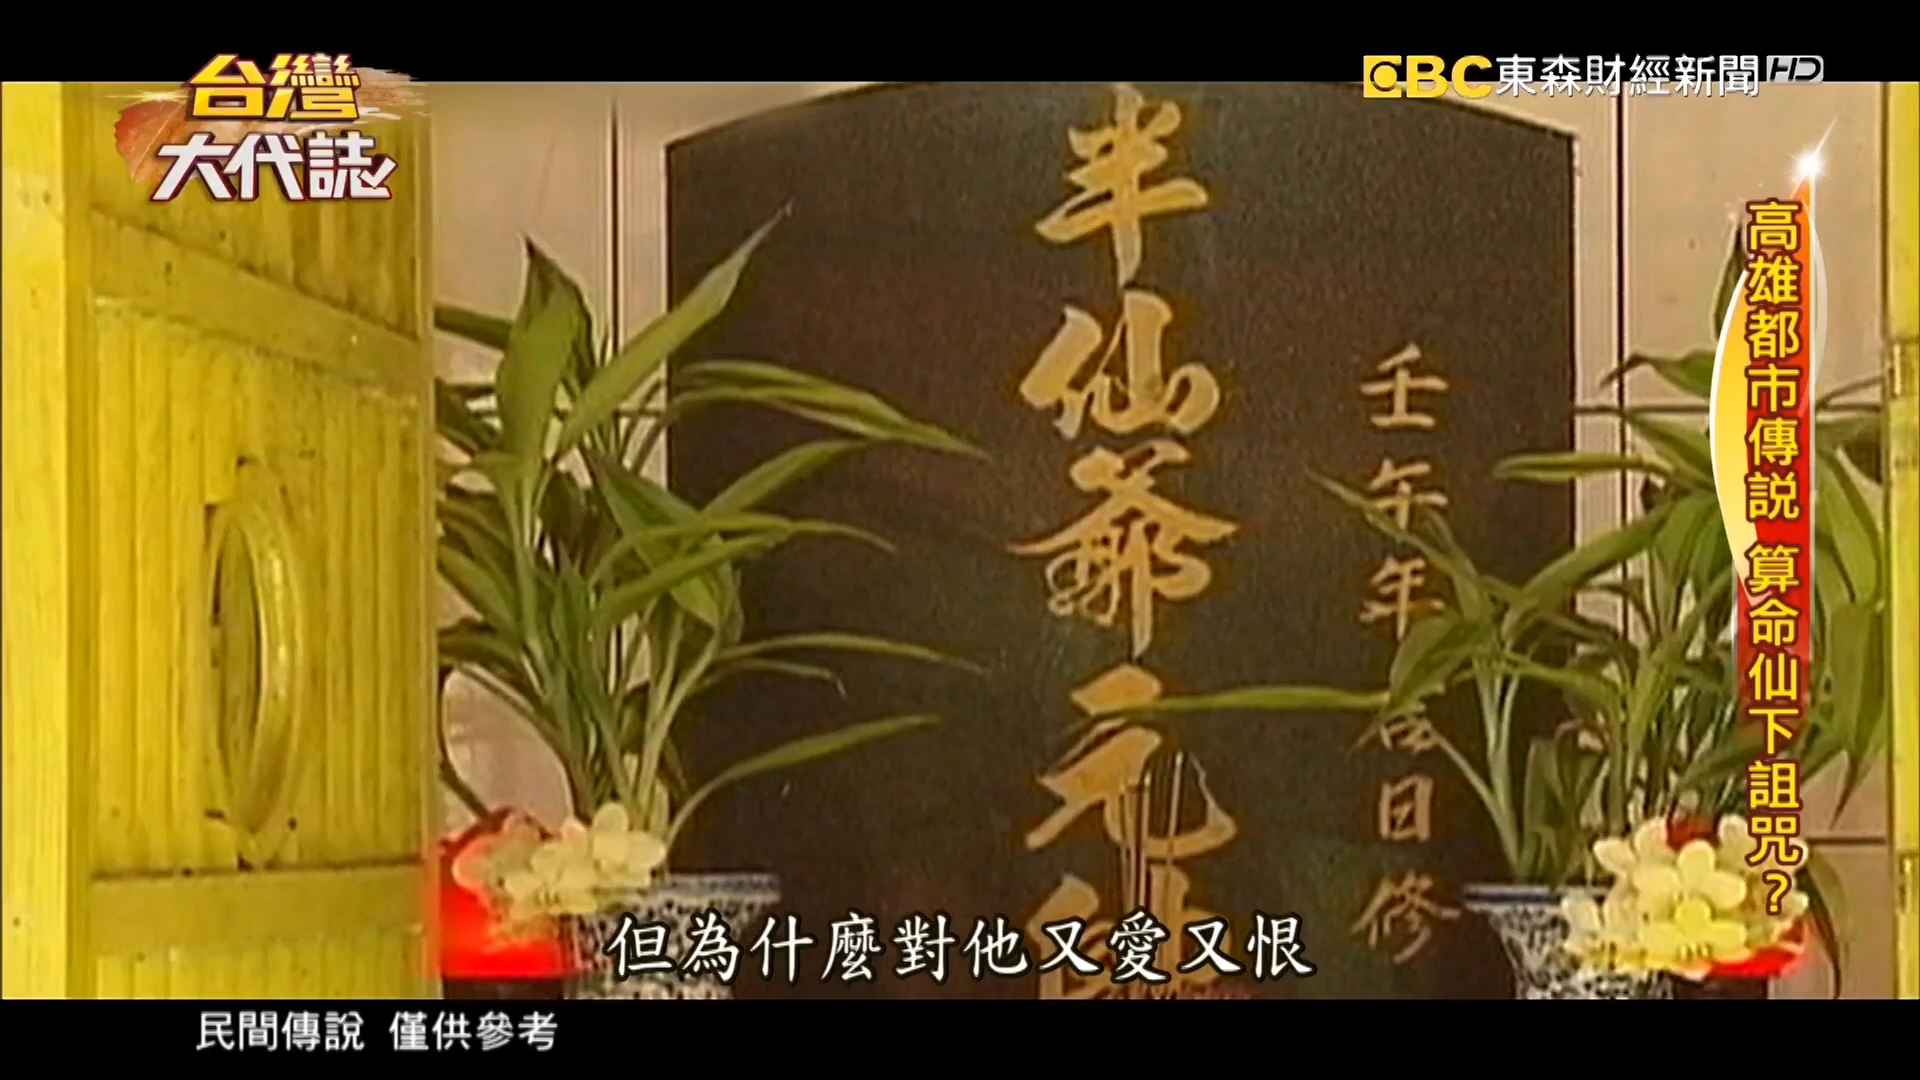 台灣
大代誌
EBC東森財經新聞HD
高雄都市傳說 算命仙下詛咒?
壬午年 日修
半仙爺元
但為什麼對他又愛又恨
民間傳說 僅供參考